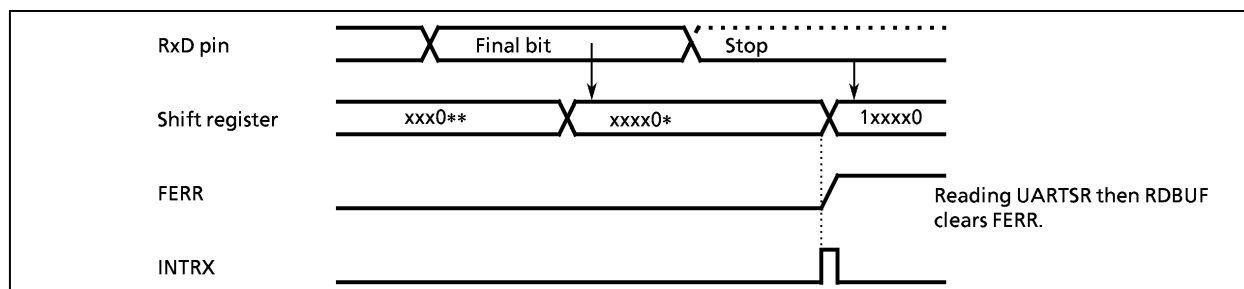 RxD pin
Final bit
Stop
Shift register
xxx0**
xxxx0*
1xxxx0
FERR
Reading UARTSR then RDBUF
clears FERR.
INTRX